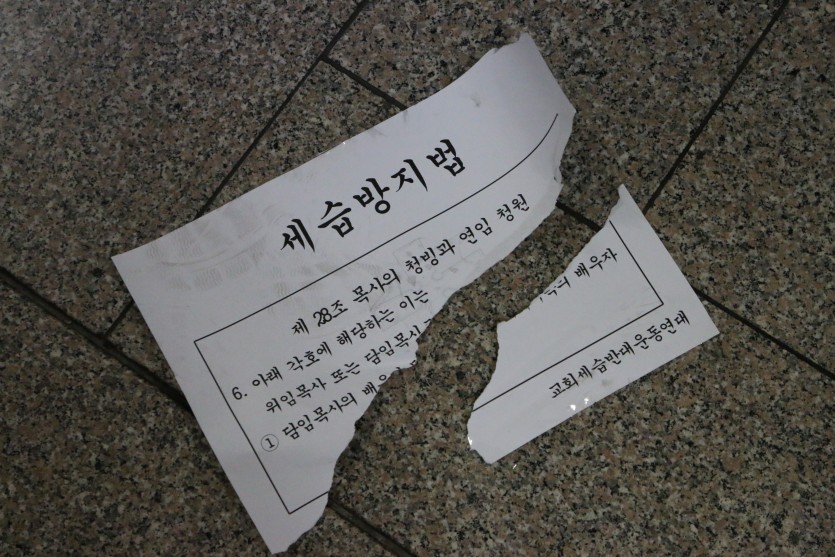 세습방지법
제 28조 목사의 청빙과 연임 청원
6. 아래 각호에 해당하는 이는
위임목사 또는 담임목사
① 담임목사의 배우
배우자
교회세습반대운동연대